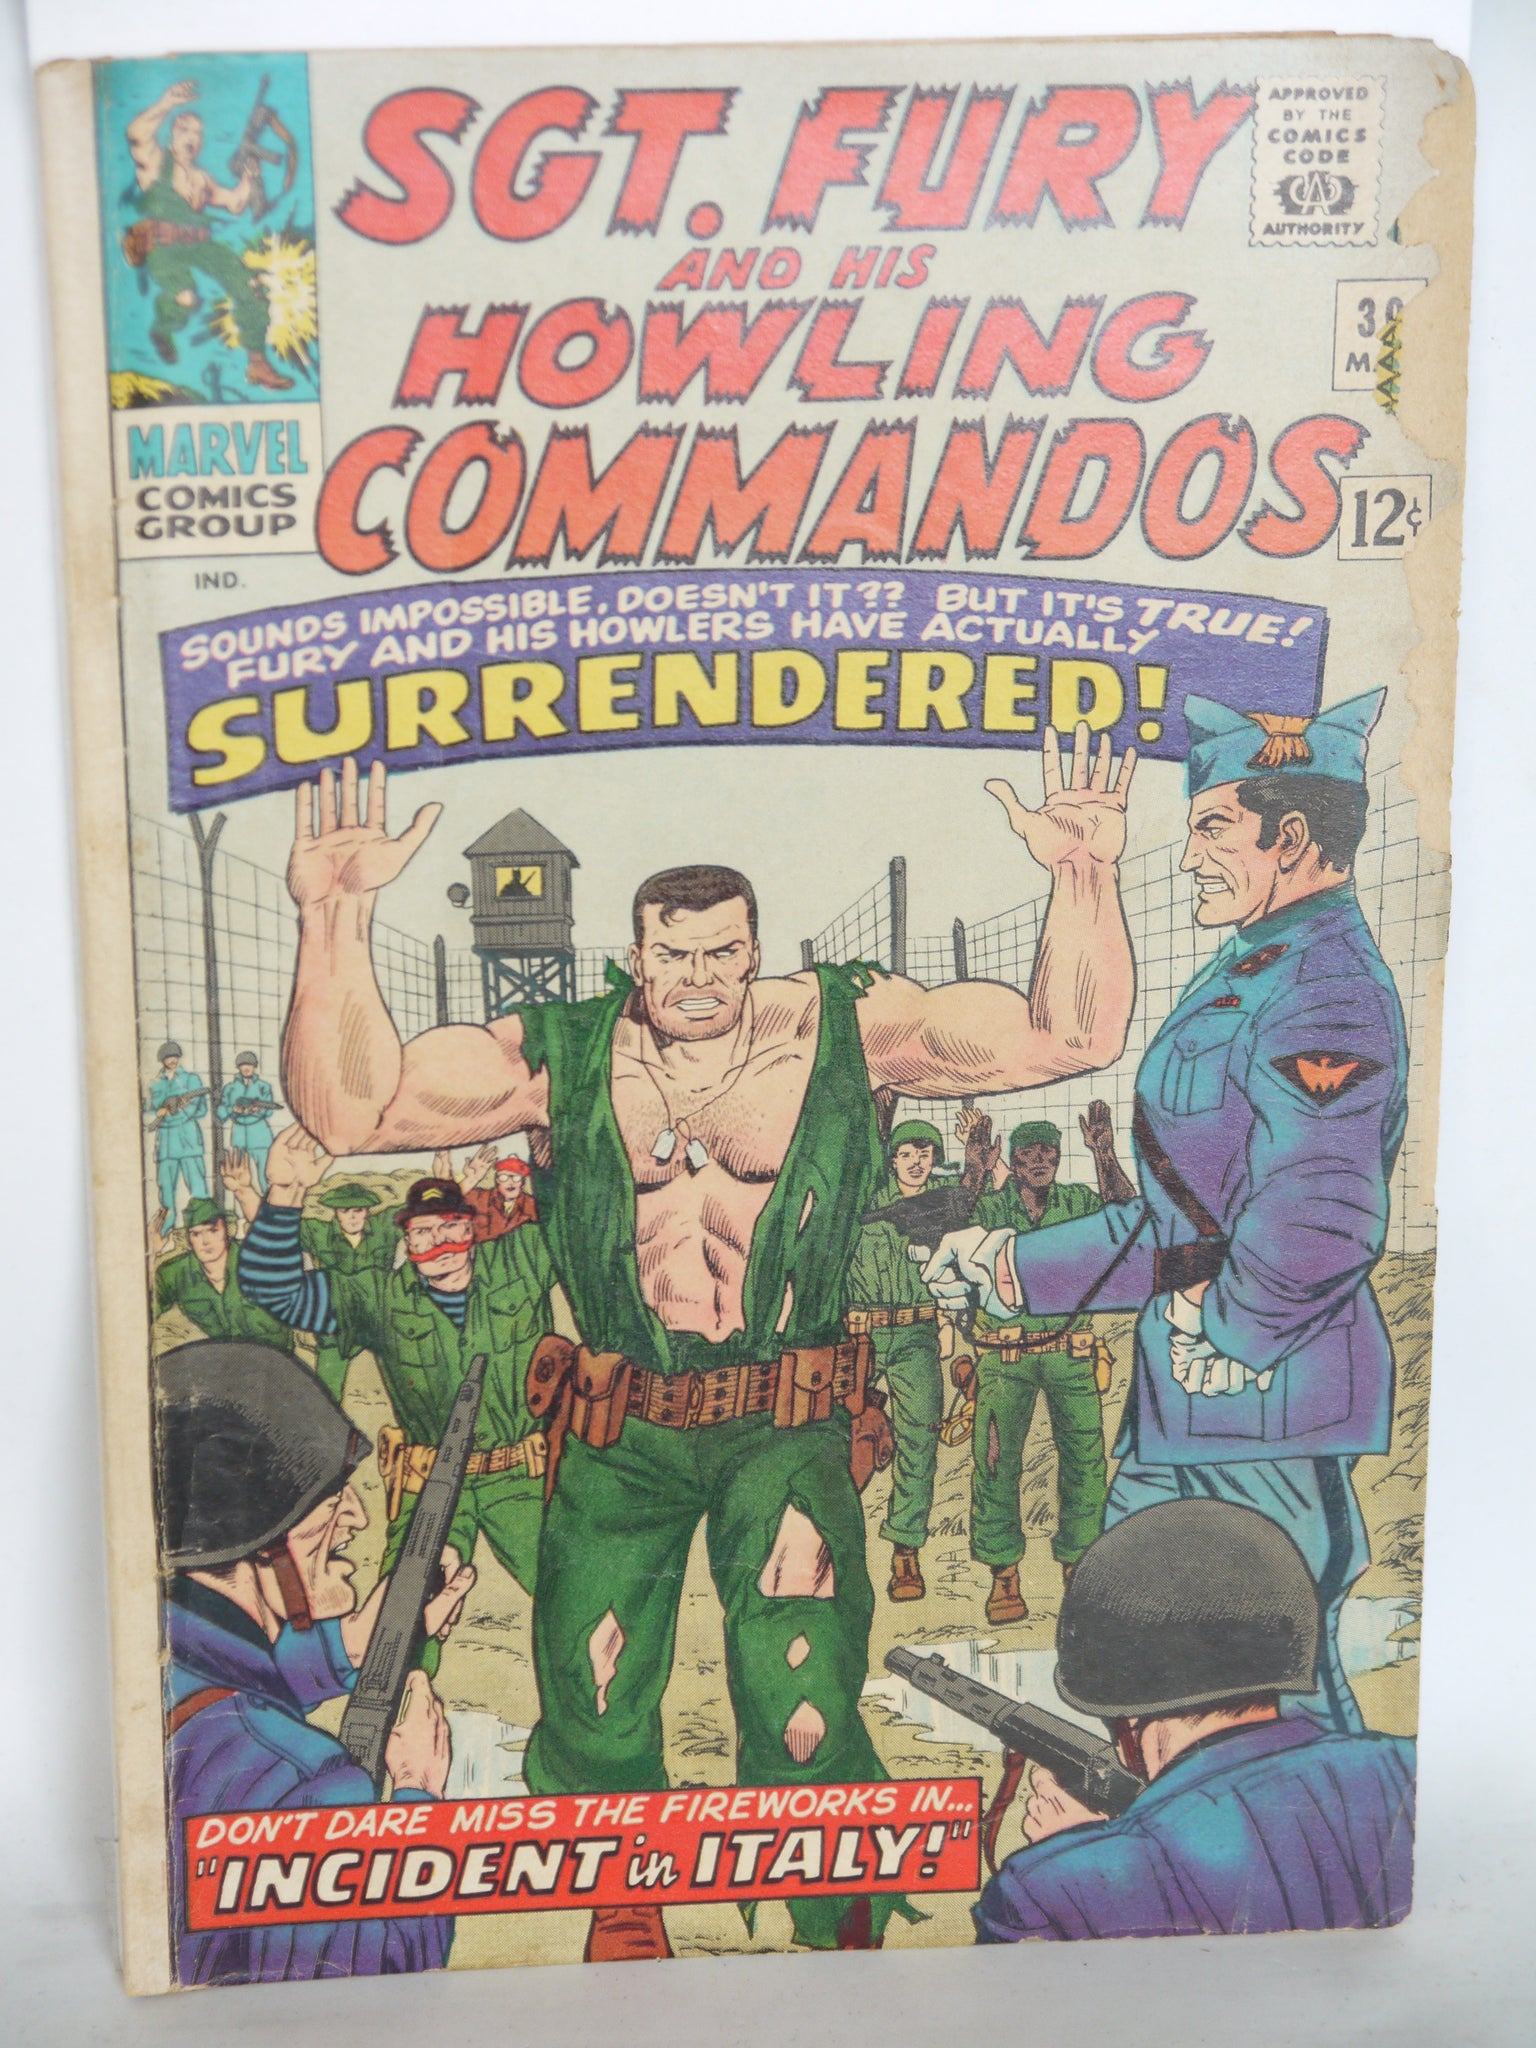 SGT. FURY
AND HIS
HOWLING
COMMANDOS
APPROVED
BY THE
COMICS
CODE
AUTHORITY
MARVEL
COMICS
GROUP
IND.
12¢
SOUNDS IMPOSSIBLE, DOESN'T IT?? BUT IT'S TRUE!
FURY AND HIS HOWLERS HAVE ACTUALLY
SURRENDERED!
DON'T DARE MISS THE FIREWORKS IN...
"INCIDENT in ITALY!"